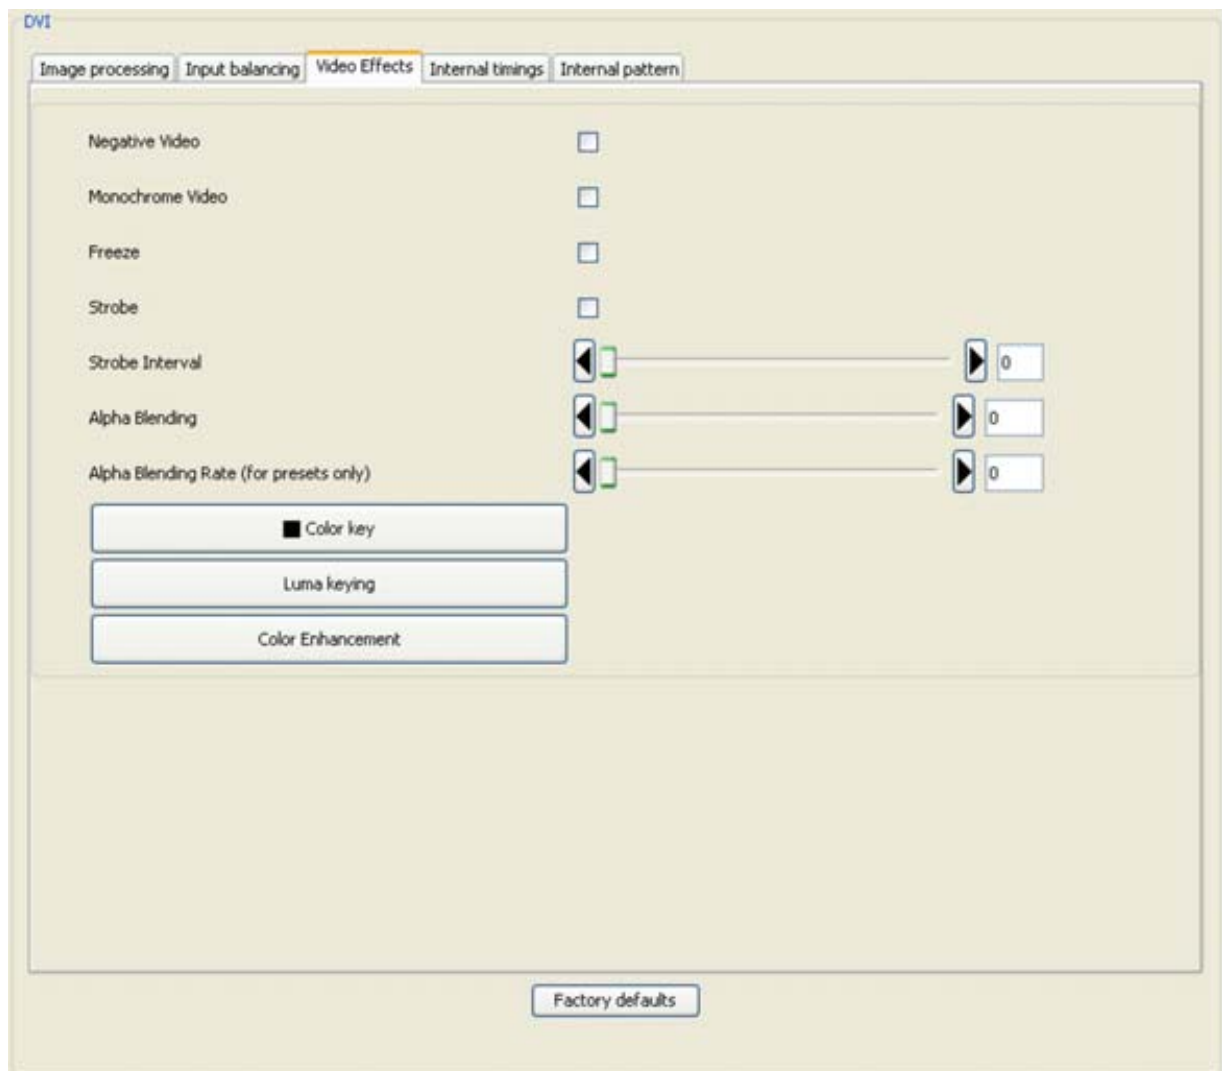 DVI
Image processing Input balancing Video Effects Internal timings Internal pattern
Negative Video
Monochrome Video
Freeze
Strobe
Strobe Interval 0
Alpha Blending 0
Alpha Blending Rate (for presets only) 0
Color key
Luma keying
Color Enhancement
Factory defaults